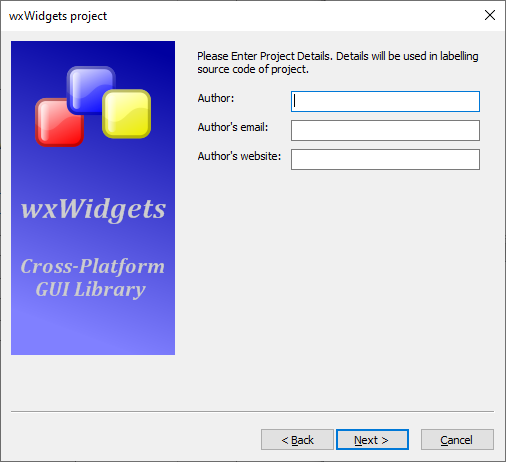 wxWidgets project
Please Enter Project Details. Details will be used in labelling
source code of project.
Author:
Author's email:
Author's website:
wxWidgets
Cross-Platform
GUI Library
< Back
Next >
Cancel